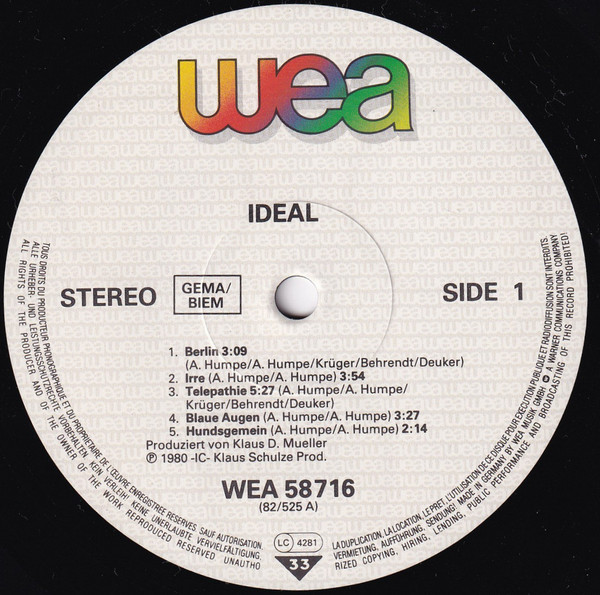 wea
IDEAL
STEREO
GEMA/
BIEM
SIDE 1
1. Berlin 3:09
(A. Humpe/A. Humpe/Krüger/Behrendt/Deuker)
2. Irre (A. Humpe/A. Humpe) 3:54
3. Telepathie 5:27 (A. Humpe/A. Humpe/
Krüger/Behrendt/Deuker)
4. Blaue Augen (A. Humpe/A. Humpe) 3:27
5. Hundsgemein (A. Humpe/A. Humpe) 2:14
Produziert von Klaus D. Mueller
℗ 1980 -IC- Klaus Schulze Prod.
WEA 58716
(82/525 A)
LC 4281
33
TOUS DROITS DU PRODUCTEUR PHONOGRAPHIQUE ET DU PROPRIETAIRE DE L'ŒUVRE ENREGISTREE RESERVES. SAUF AUTORISATION,
LA DUPLICATION, LA LOCATION, LE PRET, L'UTILISATION DE CE DISQUE POUR EXECUTION PUBLIQUE ET RADIODIFFUSION SONT INTERDITS.
ALLE URHEBER- UND LEISTUNGSSCHUTZRECHTE VORBEHALTEN. KEIN VERLEIH! KEINE UNERLAUBTE VERVIELFÄLTIGUNG,
VERMIETUNG, AUFFÜHRUNG, SENDUNG! MADE IN GERMANY BY WEA MUSIK GMBH A WARNER COMMUNICATIONS COMPANY
ALL RIGHTS OF THE PRODUCER AND OF THE OWNER OF THE WORK REPRODUCED RESERVED UNAUTHO
RIZED COPYING, HIRING, LENDING, PUBLIC PERFORMANCE AND BROADCASTING OF THIS RECORD PROHIBITED!